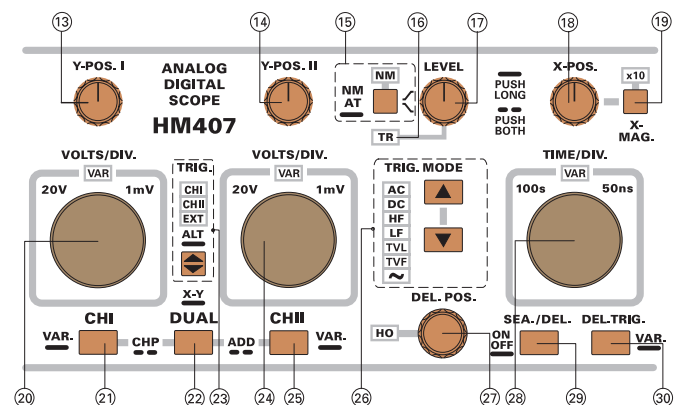 13 14 15 16 17 18 19
Y-POS. I
ANALOG
DIGITAL
SCOPE
HM407
Y-POS. II
NM
AT
NM
LEVEL
TR
PUSH
LONG
PUSH
BOTH
X-POS.
x10
X-
MAG.
VOLTS/DIV.
VAR
20V 1mV
TRIG.
CHI
CHII
EXT
ALT
X-Y
VOLTS/DIV.
VAR
20V 1mV
TRIG. MODE
AC
DC
HF
LF
TVL
TVF
~
TIME/DIV.
VAR
100s 50ns
DEL. POS.
HO
VAR.
CHI
CHP
DUAL
ADD
CHII
VAR.
ON
OFF
SEA./DEL.
DEL-TRIG.
VAR.
20 21 22 23 24 25 26 27 28 29 30